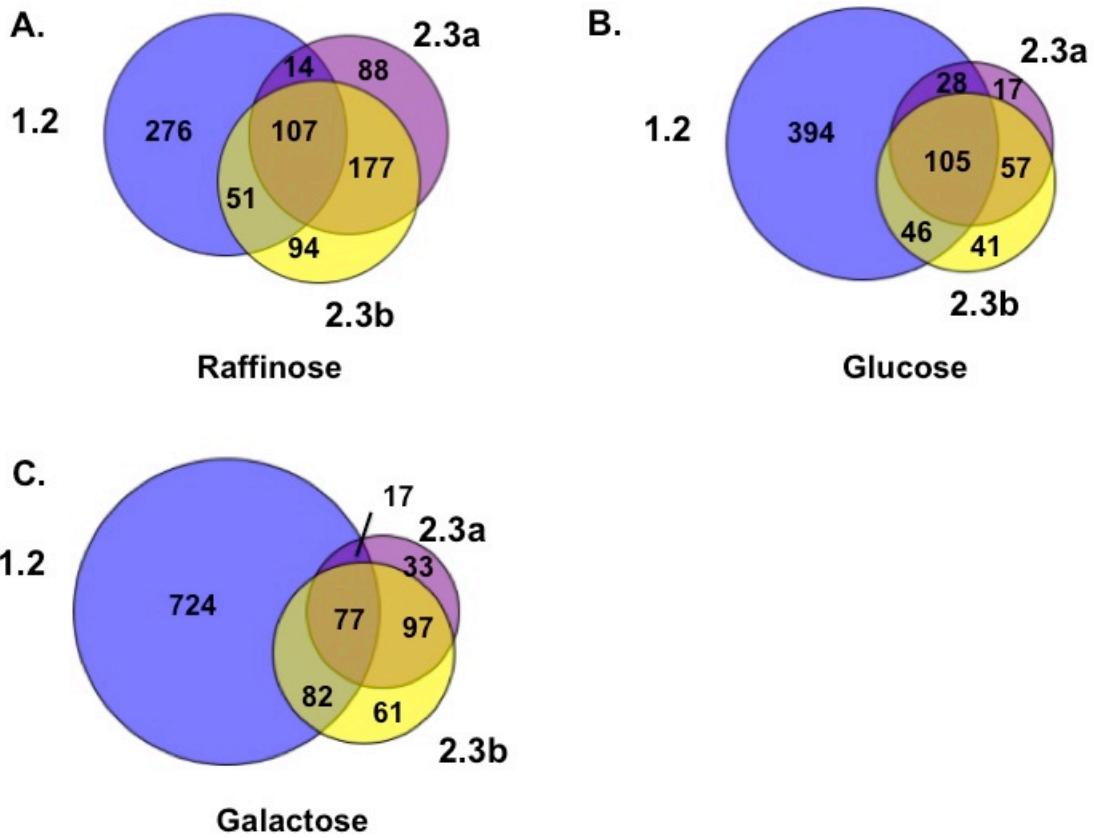 A.
2.3a
14
88
1.2
276
107
177
51
94
2.3b
Raffinose
B.
2.3a
28
17
1.2
394
105
57
46
41
2.3b
Glucose
C.
17
2.3a
1.2
33
724
77
97
82
61
2.3b
Galactose